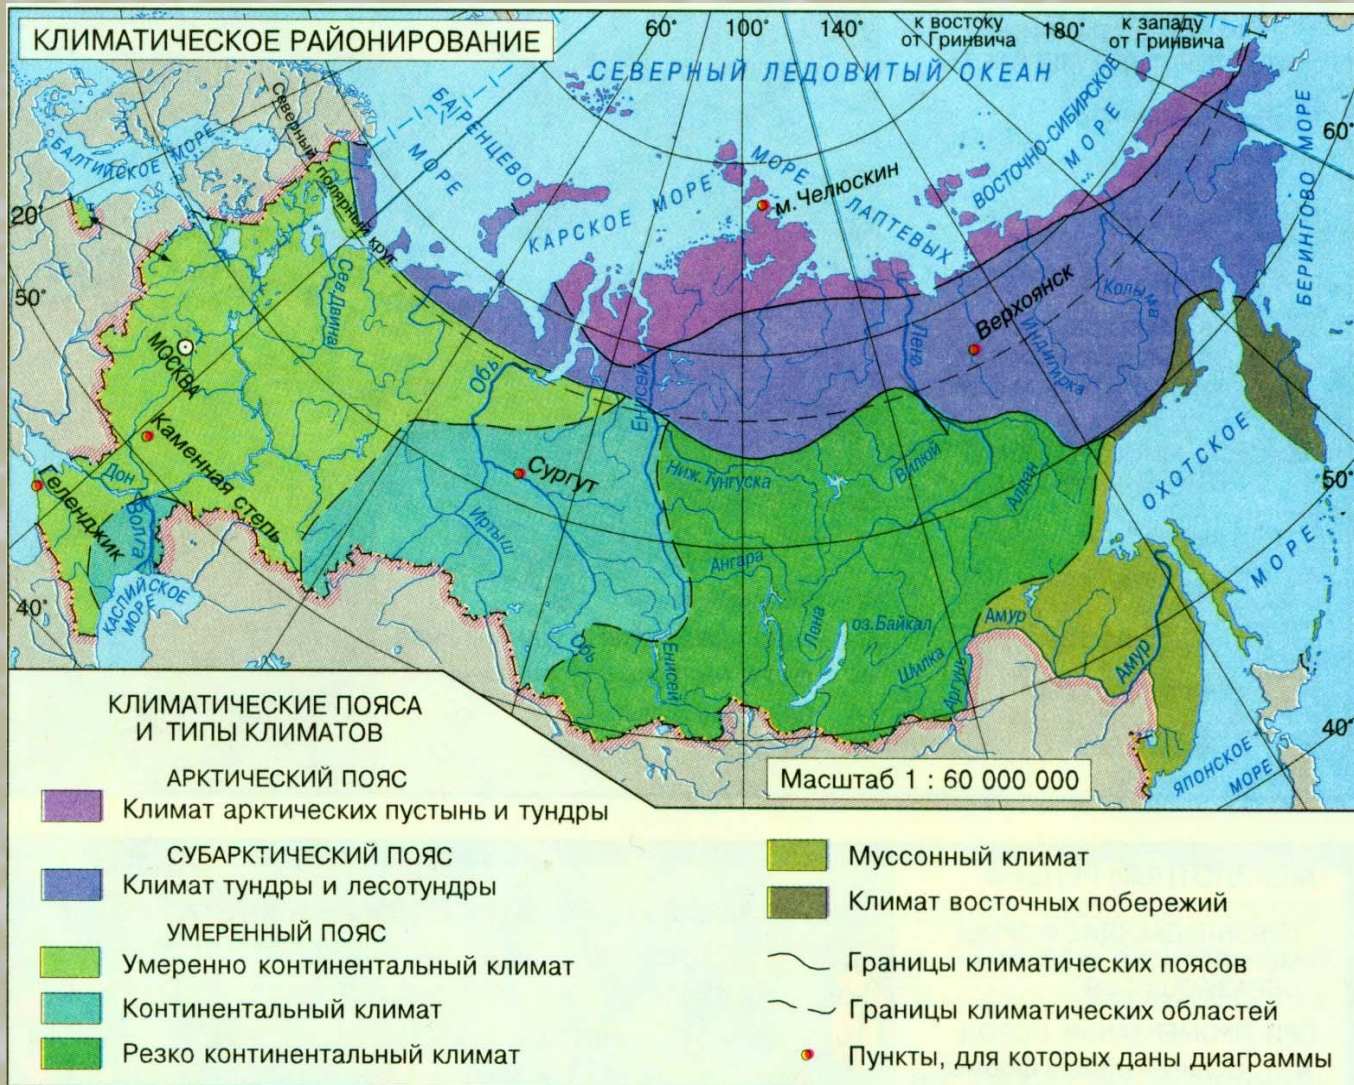 КЛИМАТИЧЕСКОЕ РАЙОНИРОВАНИЕ
60°
100°
140°
к востоку
от Гринвича
180°
к западу
от Гринвича
СЕВЕРНЫЙ ЛЕДОВИТЫЙ ОКЕАН
БАРЕНЦЕВО
МОРЕ
БАЛТИЙСКОЕ МОРЕ
Северный полярный круг
КАРСКОЕ МОРЕ
МОРЕ
ЛАПТЕВЫХ
м.Челюскин
ВОСТОЧНО-СИБИРСКОЕ
МОРЕ
60°
БЕРИНГОВО МОРЕ
20°
50°
Сев.Двина
МОСКВА
Обь
Енисей
Лена
Верхоянск
Индигирка
Колыма
Каменная степь
Геленджик
Дон
Волга
Сургут
Иртыш
Ниж.Тунгуска
Вилюй
Алдан
ОХОТСКОЕ
МОРЕ
50°
Ангара
Лена
оз.Байкал
Амур
Амур
Шилка
Аргунь
Обь
Енисей
40°
КАСПИЙСКОЕ
МОРЕ
ЯПОНСКОЕ
МОРЕ
40°
Масштаб 1 : 60 000 000
КЛИМАТИЧЕСКИЕ ПОЯСА
И ТИПЫ КЛИМАТОВ
АРКТИЧЕСКИЙ ПОЯС
Климат арктических пустынь и тундры
СУБАРКТИЧЕСКИЙ ПОЯС
Климат тундры и лесотундры
УМЕРЕННЫЙ ПОЯС
Умеренно континентальный климат
Континентальный климат
Резко континентальный климат
Муссонный климат
Климат восточных побережий
Границы климатических поясов
Границы климатических областей
Пункты, для которых даны диаграммы